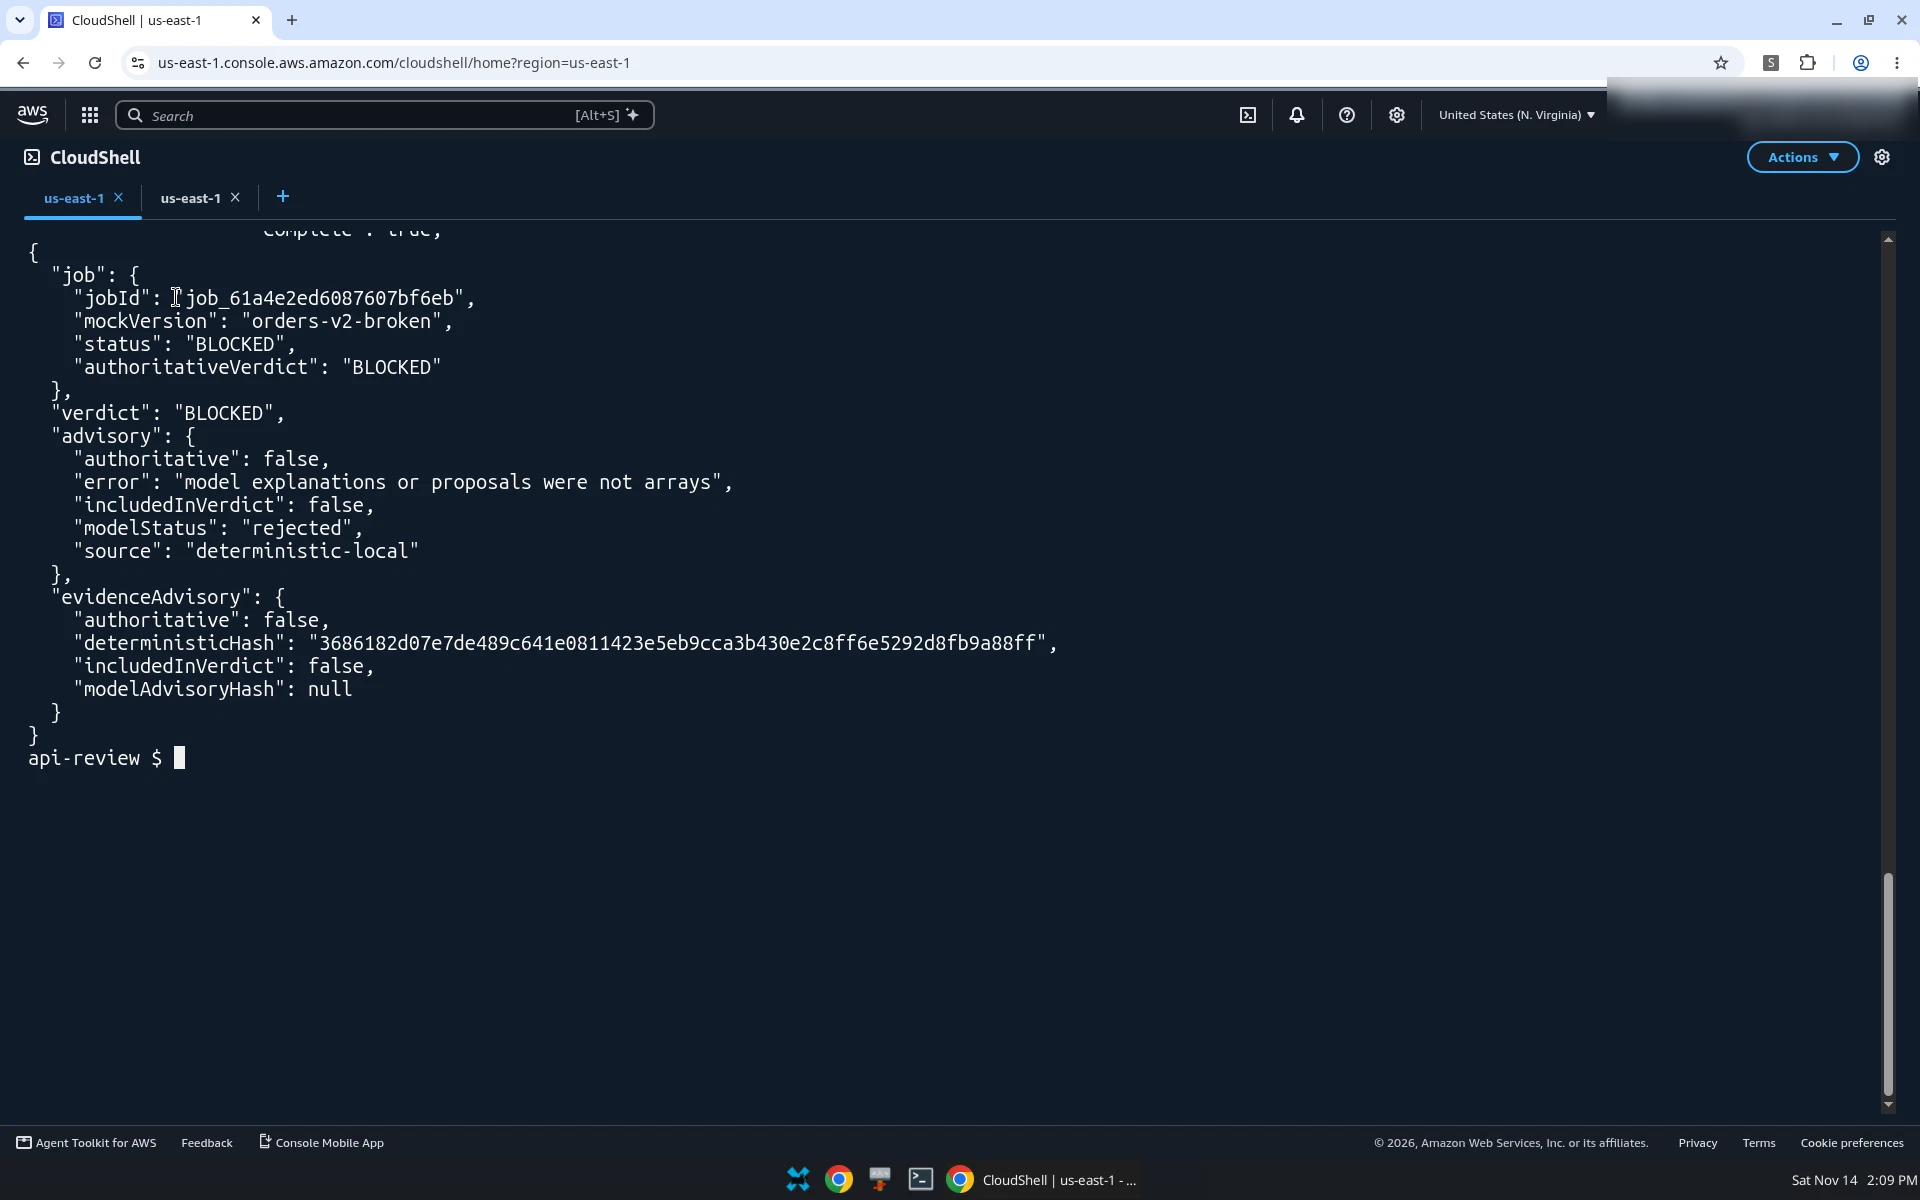 CloudShell | us-east-1
us-east-1.console.aws.amazon.com/cloudshell/home?region=us-east-1
S
aws
Search
[Alt+S]
United States (N. Virginia)
CloudShell
Actions
us-east-1
us-east-1
{
"job": {
"jobId": "job_61a4e2ed6087607bf6eb",
"mockVersion": "orders-v2-broken",
"status": "BLOCKED",
"authoritativeVerdict": "BLOCKED"
},
"verdict": "BLOCKED",
"advisory": {
"authoritative": false,
"error": "model explanations or proposals were not arrays",
"includedInVerdict": false,
"modelStatus": "rejected",
"source": "deterministic-local"
},
"evidenceAdvisory": {
"authoritative": false,
"deterministicHash": "3686182d07e7de489c641e0811423e5eb9cca3b430e2c8ff6e5292d8fb9a88ff",
"includedInVerdict": false,
"modelAdvisoryHash": null
}
}
api-review $
Agent Toolkit for AWS
Feedback
Console Mobile App
© 2026, Amazon Web Services, Inc. or its affiliates.
Privacy
Terms
Cookie preferences
CloudShell | us-east-1 - ...
Sat Nov 14
2:09 PM